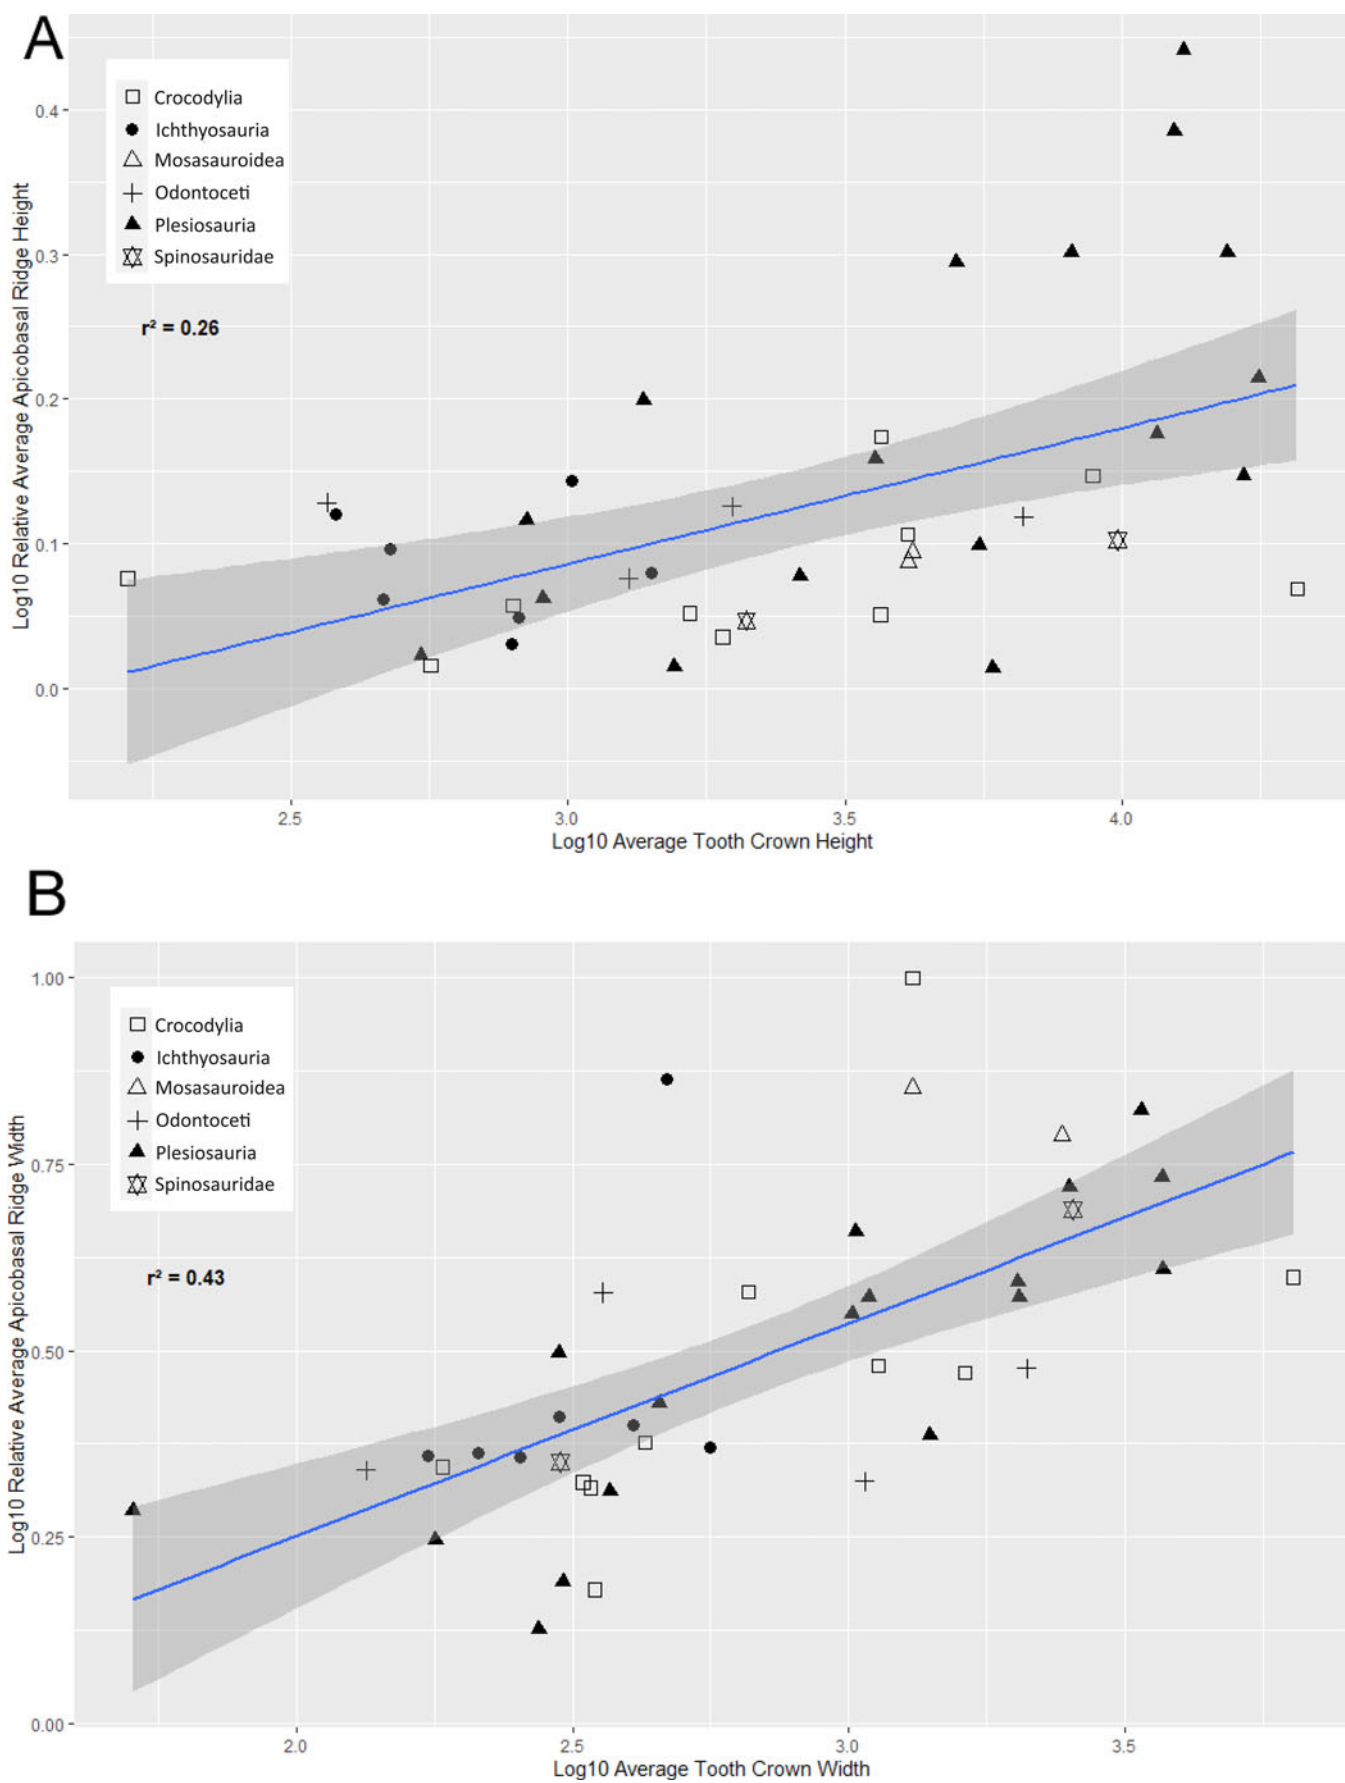 A
Crocodylia
Ichthyosauria
Mosasauroidea
Odontoceti
Plesiosauria
Spinosauridae
r² = 0.26
Log10 Relative Average Apicobasal Ridge Height
0.4
0.3
0.2
0.1
0.0
2.5 3.0 3.5 4.0
Log10 Average Tooth Crown Height
B
Crocodylia
Ichthyosauria
Mosasauroidea
Odontoceti
Plesiosauria
Spinosauridae
r² = 0.43
Log10 Relative Average Apicobasal Ridge Width
1.00
0.75
0.50
0.25
0.00
2.0 2.5 3.0 3.5
Log10 Average Tooth Crown Width